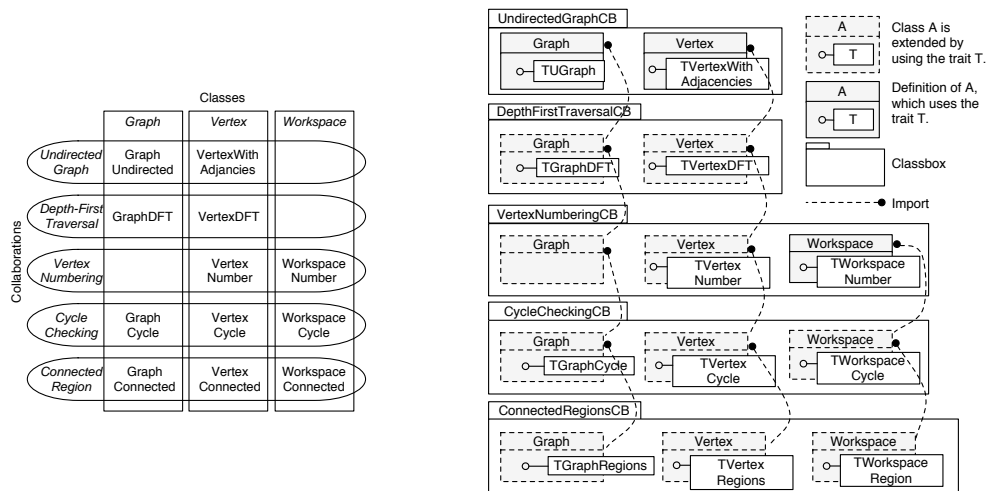 Classes
Graph
Vertex
Workspace
Collaborations
Undirected
Graph
Graph
Undirected
VertexWith
Adjancies
Depth-First
Traversal
GraphDFT
VertexDFT
Vertex
Numbering
Vertex
Number
Workspace
Number
Cycle
Checking
Graph
Cycle
Vertex
Cycle
Workspace
Cycle
Connected
Region
Graph
Connected
Vertex
Connected
Workspace
Connected
UndirectedGraphCB
Graph
TUGraph
Vertex
TVertexWith
Adjacencies
DepthFirstTraversalCB
Graph
TGraphDFT
Vertex
TVertexDFT
VertexNumberingCB
Graph
Vertex
TVertex
Number
Workspace
TWorkspace
Number
CycleCheckingCB
Graph
TGraphCycle
Vertex
TVertex
Cycle
Workspace
TWorkspace
Cycle
ConnectedRegionsCB
Graph
TGraphRegions
Vertex
TVertex
Regions
Workspace
TWorkspace
Region
A
T
Class A is
extended by
using the trait T.
A
T
Definition of A,
which uses the
trait T.
Classbox
Import